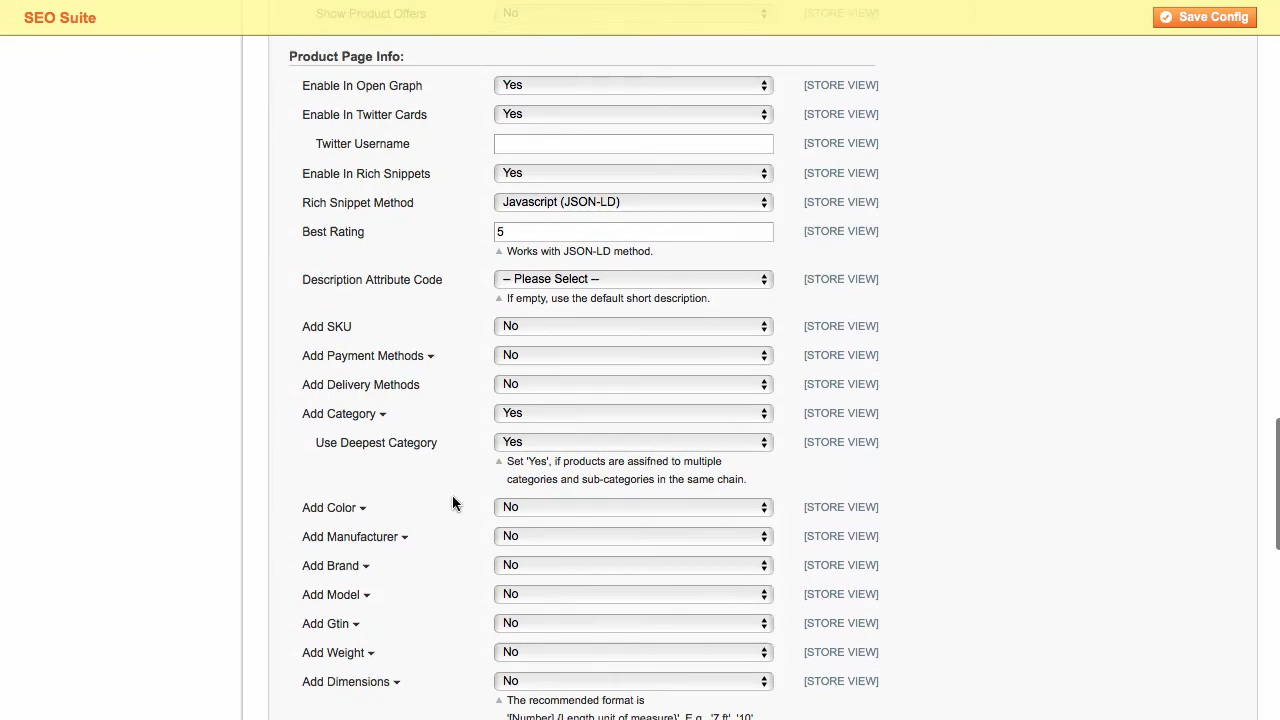 Show Product Offers No [STORE VIEW]
SEO Suite Save Config
Product Page Info:
Enable In Open Graph Yes [STORE VIEW]
Enable In Twitter Cards Yes [STORE VIEW]
Twitter Username [STORE VIEW]
Enable In Rich Snippets Yes [STORE VIEW]
Rich Snippet Method Javascript (JSON-LD) [STORE VIEW]
Best Rating 5 [STORE VIEW]
Works with JSON-LD method.
Description Attribute Code -- Please Select -- [STORE VIEW]
If empty, use the default short description.
Add SKU No [STORE VIEW]
Add Payment Methods No [STORE VIEW]
Add Delivery Methods No [STORE VIEW]
Add Category Yes [STORE VIEW]
Use Deepest Category Yes [STORE VIEW]
Set 'Yes', if products are assifned to multiple
categories and sub-categories in the same chain.
Add Color No [STORE VIEW]
Add Manufacturer No [STORE VIEW]
Add Brand No [STORE VIEW]
Add Model No [STORE VIEW]
Add Gtin No [STORE VIEW]
Add Weight No [STORE VIEW]
Add Dimensions No [STORE VIEW]
The recommended format is
'[Number] {Length unit of measure}'. E.g., '7 ft', '10"